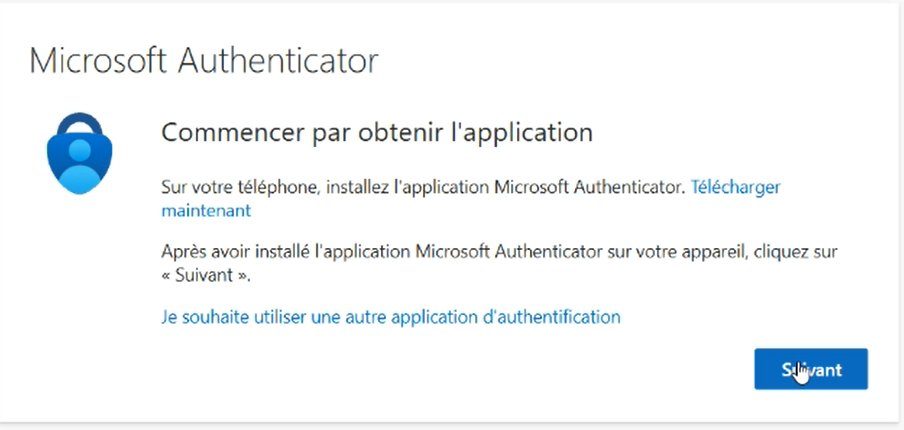 Microsoft Authenticator
Commencer par obtenir l'application
Sur votre téléphone, installez l'application Microsoft Authenticator. Télécharger
maintenant
Après avoir installé l'application Microsoft Authenticator sur votre appareil, cliquez sur
« Suivant ».
Je souhaite utiliser une autre application d'authentification
Suivant